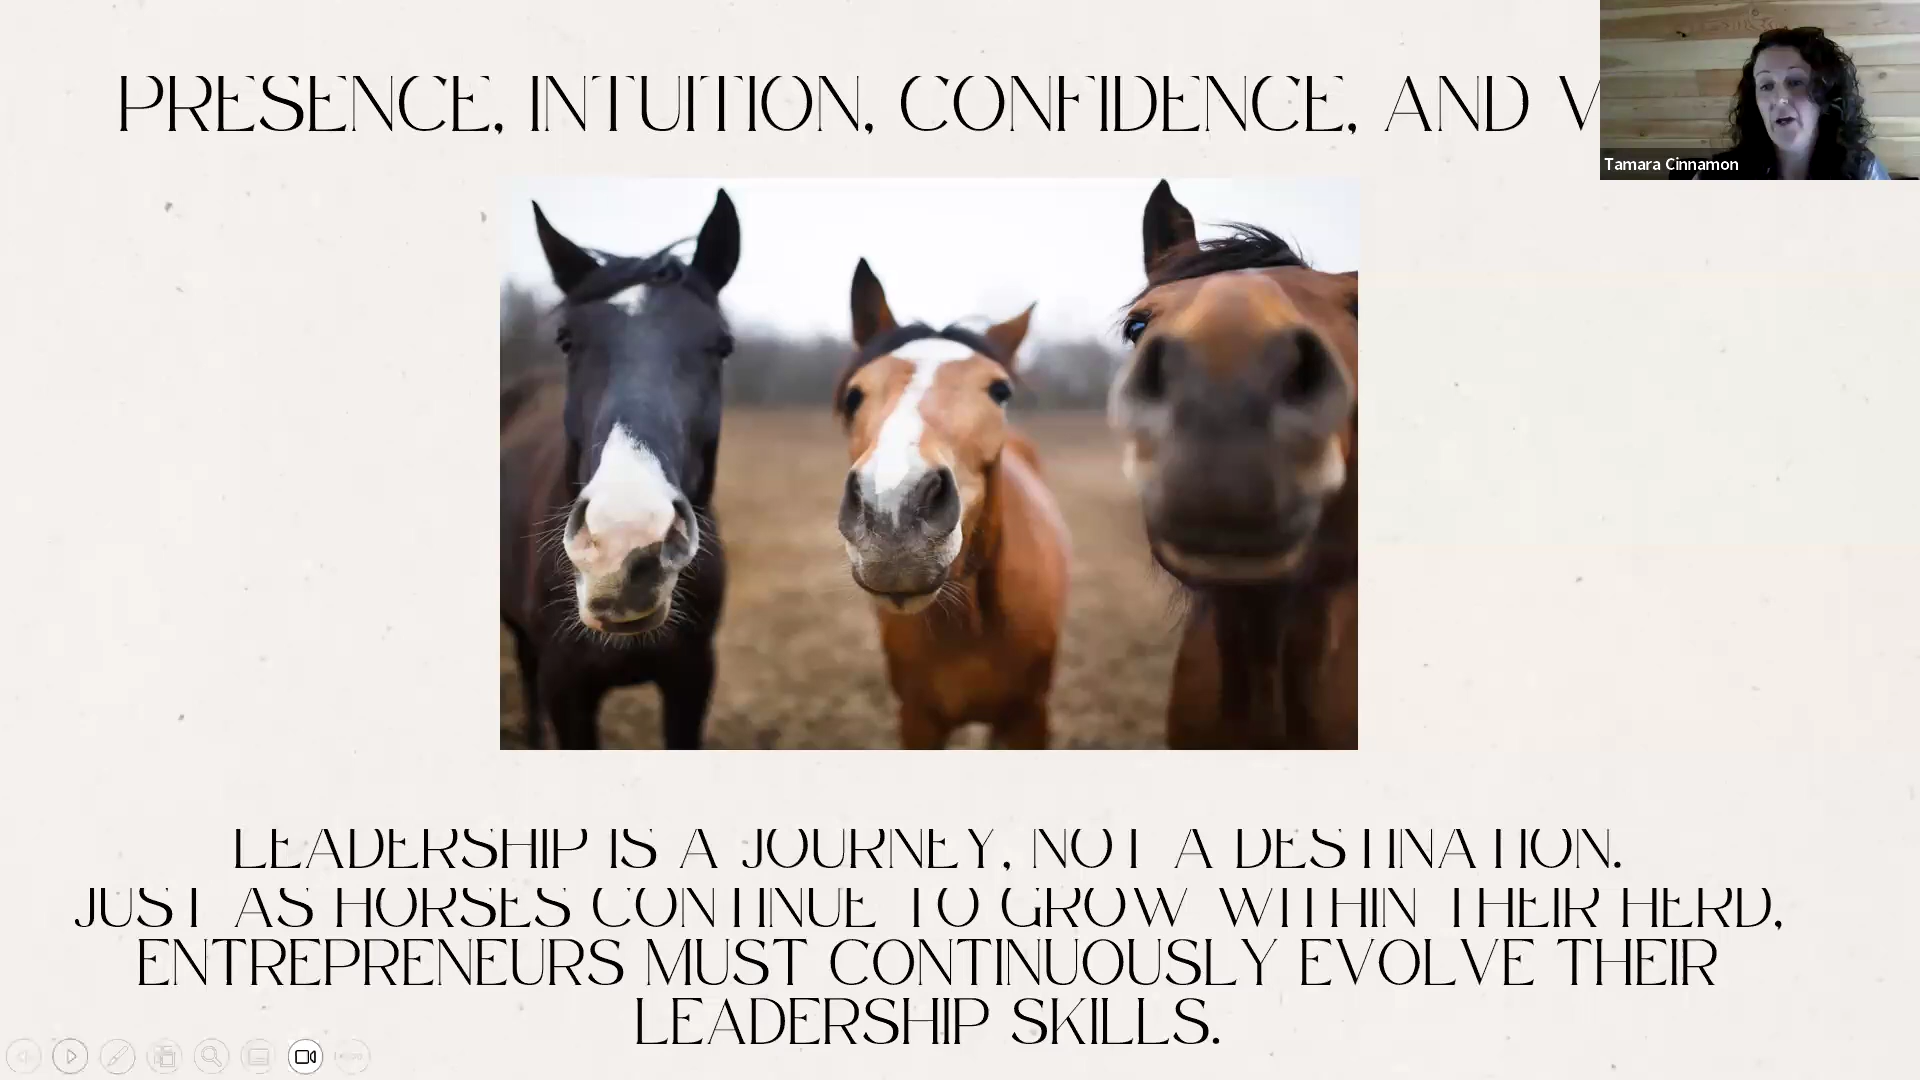 PRESENCE, INTUITION, CONFIDENCE, AND
Tamara Cinnamon
LEADERSHIP IS A JOURNEY, NOT A DESTINATION.
JUST AS HORSES CONTINUE TO GROW WITHIN THEIR HERD,
ENTREPRENEURS MUST CONTINUOUSLY EVOLVE THEIR
LEADERSHIP SKILLS.